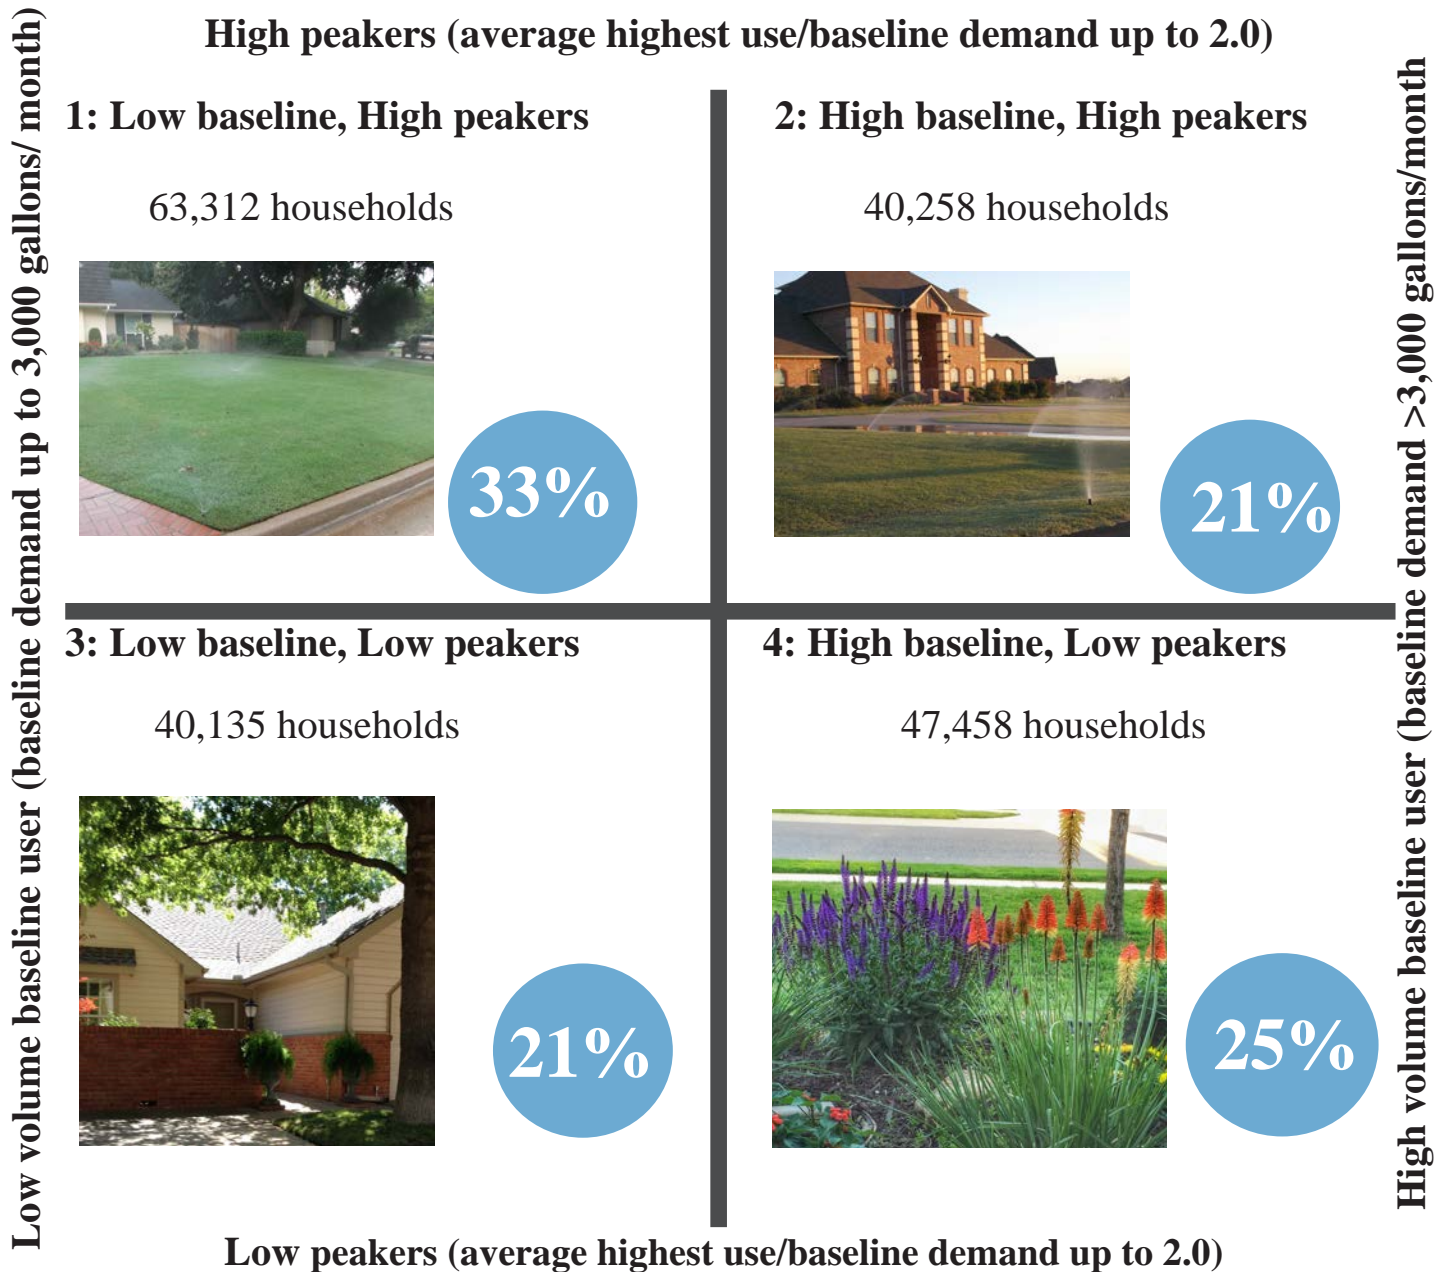 High peakers (average highest use/baseline demand up to 2.0)
Low volume baseline user (baseline demand up to 3,000 gallons/ month)
1: Low baseline, High peakers
63,312 households
33%
2: High baseline, High peakers
40,258 households
21%
High volume baseline user (baseline demand >3,000 gallons/month
3: Low baseline, Low peakers
40,135 households
21%
4: High baseline, Low peakers
47,458 households
25%
Low peakers (average highest use/baseline demand up to 2.0)